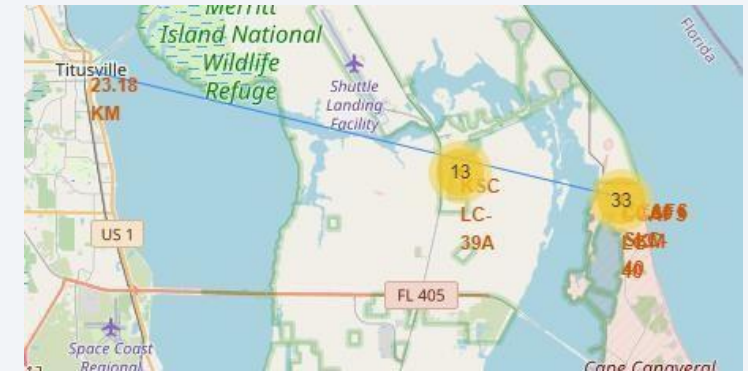 Merritt
Island National
Wildlife
Refuge
Titusville
23.18
KM
Shuttle
Landing
Facility
Florida
13
KSC
LC-
39A
33
40
US 1
FL 405
Space Coast
Regional
Cape Canaveral